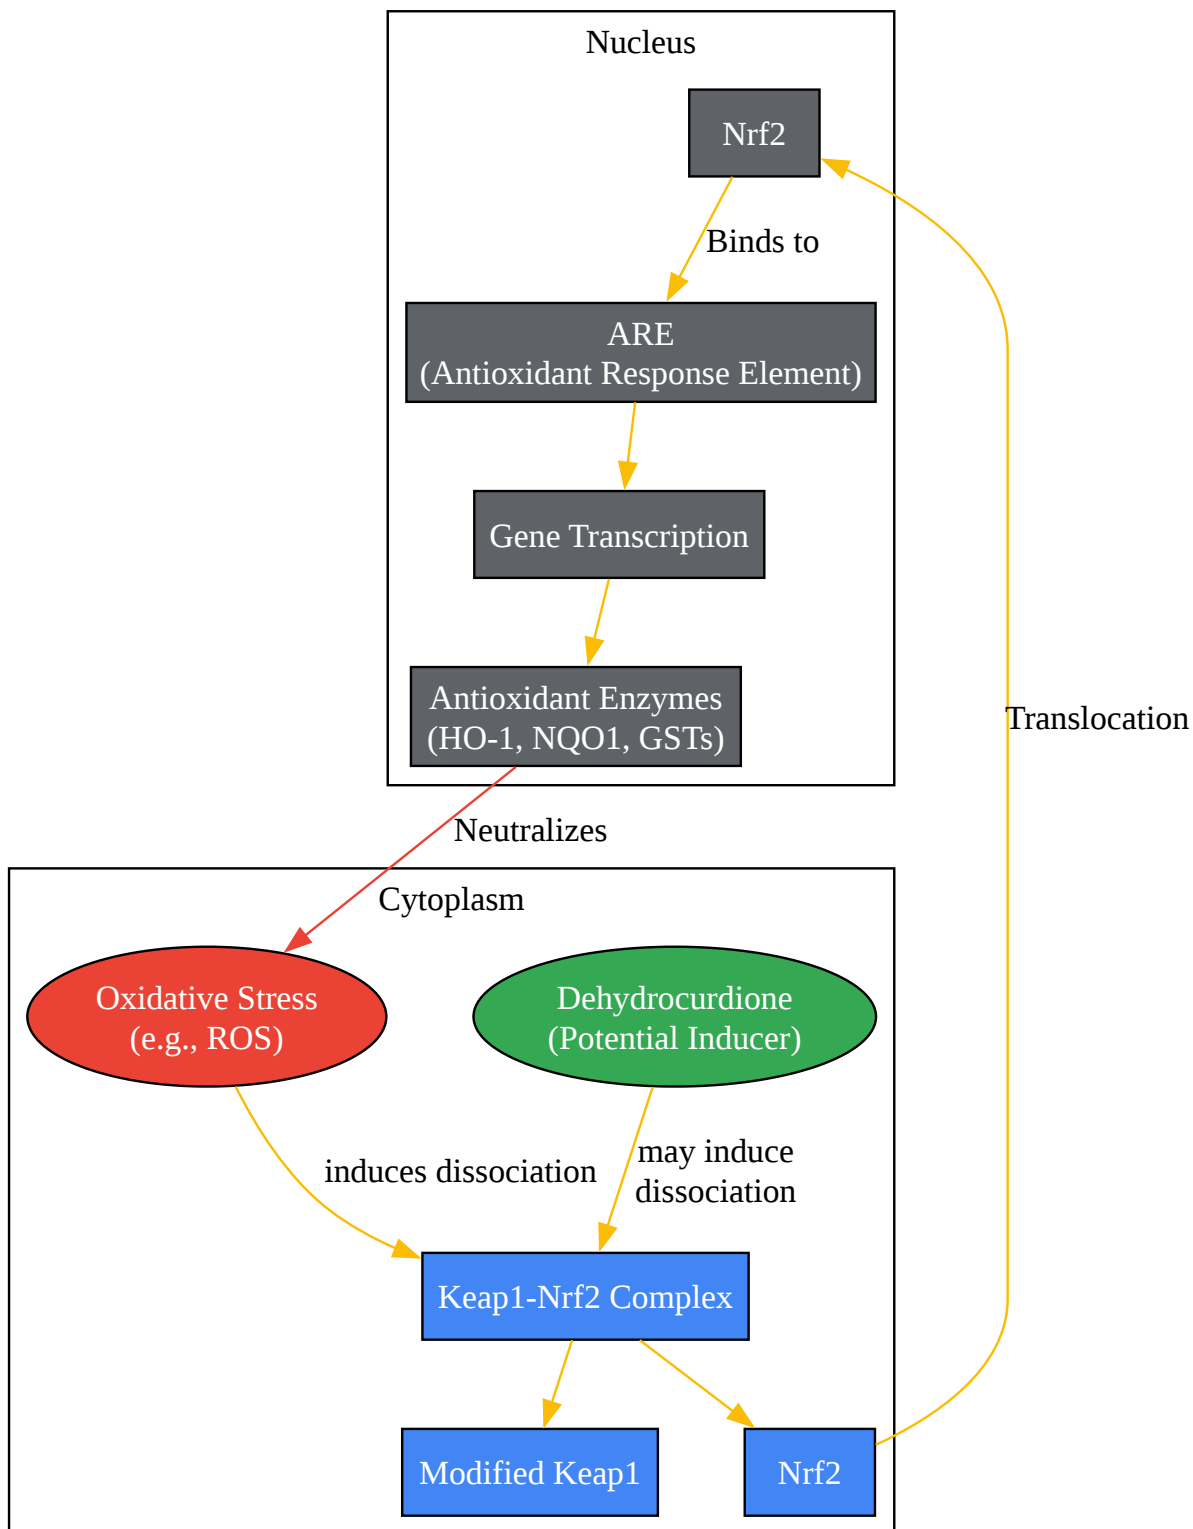 Nucleus
Nrf2
Binds to
ARE
(Antioxidant Response Element)
Gene Transcription
Antioxidant Enzymes
(HO-1, NQO1, GSTs)
Translocation
Neutralizes
Cytoplasm
Oxidative Stress
(e.g., ROS)
Dehydrocurdione
(Potential Inducer)
induces dissociation
may induce
dissociation
Keap1-Nrf2 Complex
Modified Keap1
Nrf2